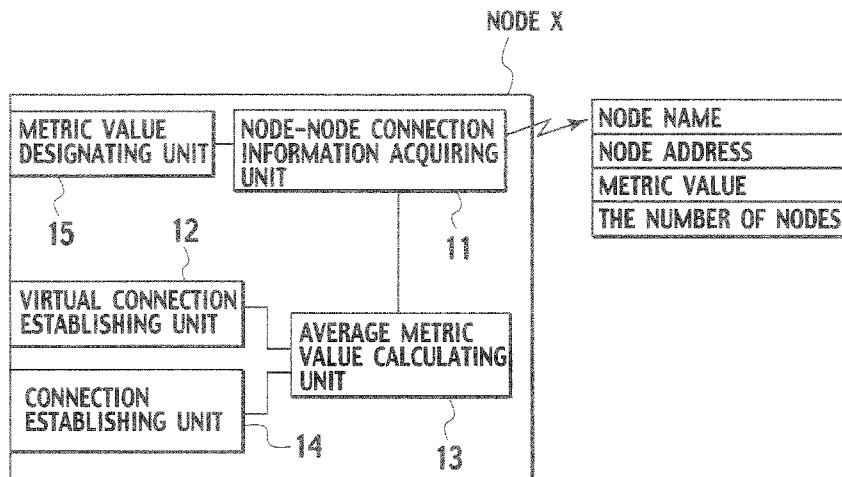 NODE X
METRIC VALUE
DESIGNATING UNIT
15
NODE-NODE CONNECTION
INFORMATION ACQUIRING
UNIT
11
NODE NAME
NODE ADDRESS
METRIC VALUE
THE NUMBER OF NODES
12
VIRTUAL CONNECTION
ESTABLISHING UNIT
AVERAGE METRIC
VALUE CALCULATING
UNIT
13
CONNECTION
ESTABLISHING UNIT
14